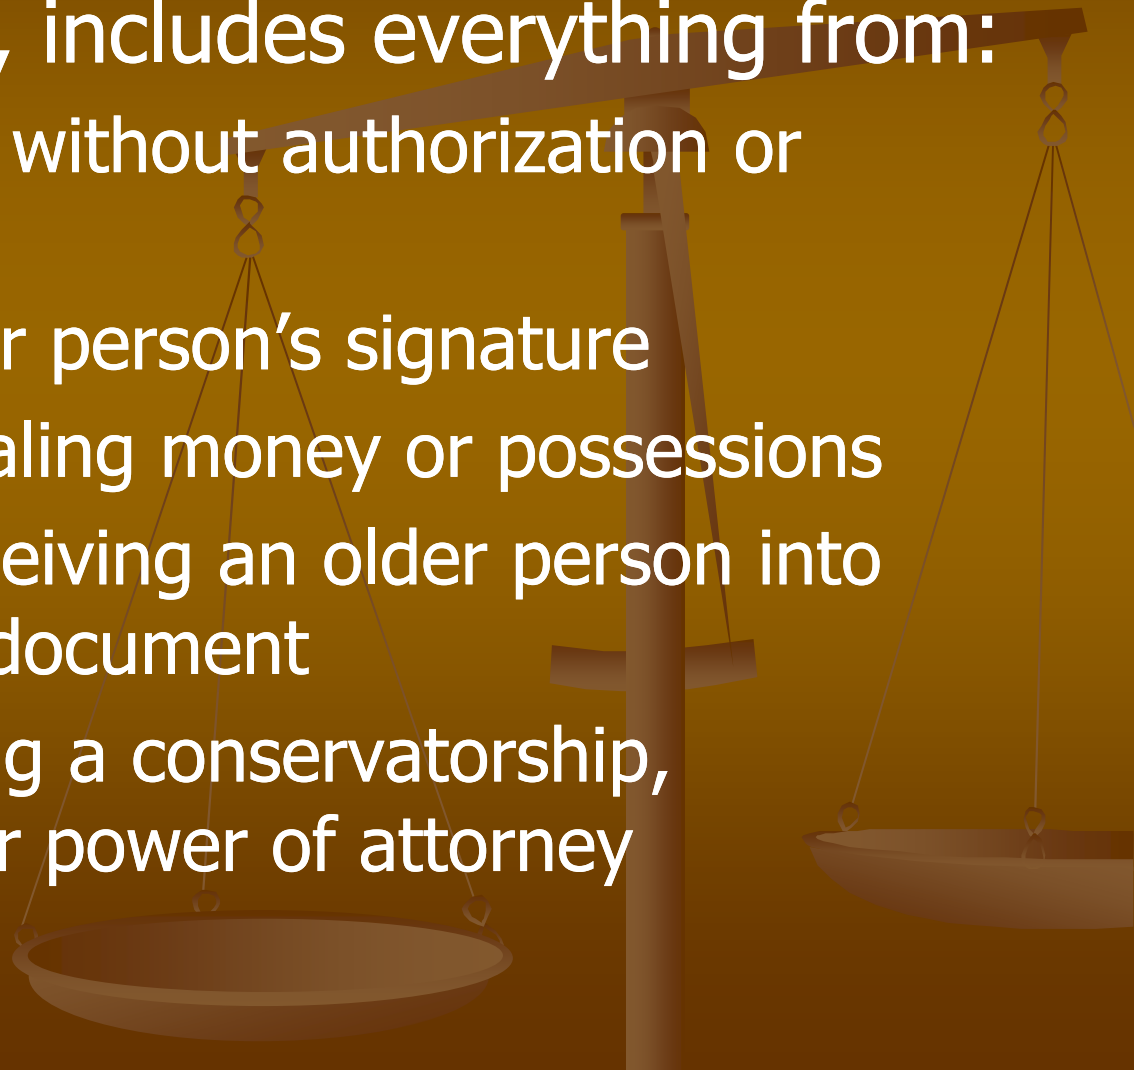 , includes everything from:
without authorization or
r person’s signature
aling money or possessions
eiving an older person into
document
g a conservatorship,
r power of attorney